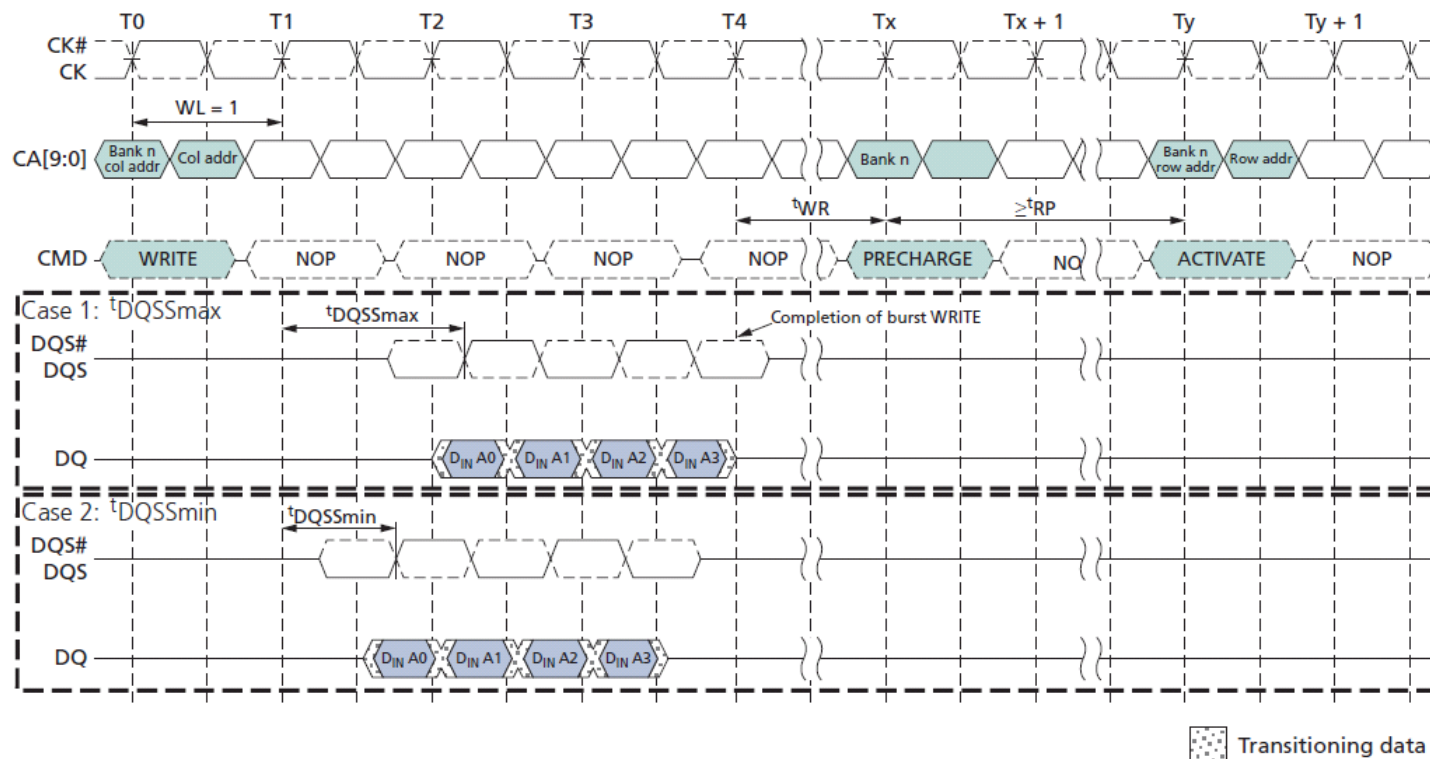 T0 T1 T2 T3 T4 Tx Tx + 1 Ty Ty + 1
CK#
CK
WL = 1
CA[9:0] Bank n col addr Col addr Bank n Bank n row addr Row addr
tWR ≥tRP
CMD WRITE NOP NOP NOP NOP PRECHARGE NO ACTIVATE NOP
Case 1: tDQSSmax
tDQSSmax
Completion of burst WRITE
DQS#
DQS
DQ DIN A0 DIN A1 DIN A2 DIN A3
Case 2: tDQSSmin
tDQSSmin
DQS#
DQS
DQ DIN A0 DIN A1 DIN A2 DIN A3
Transitioning data